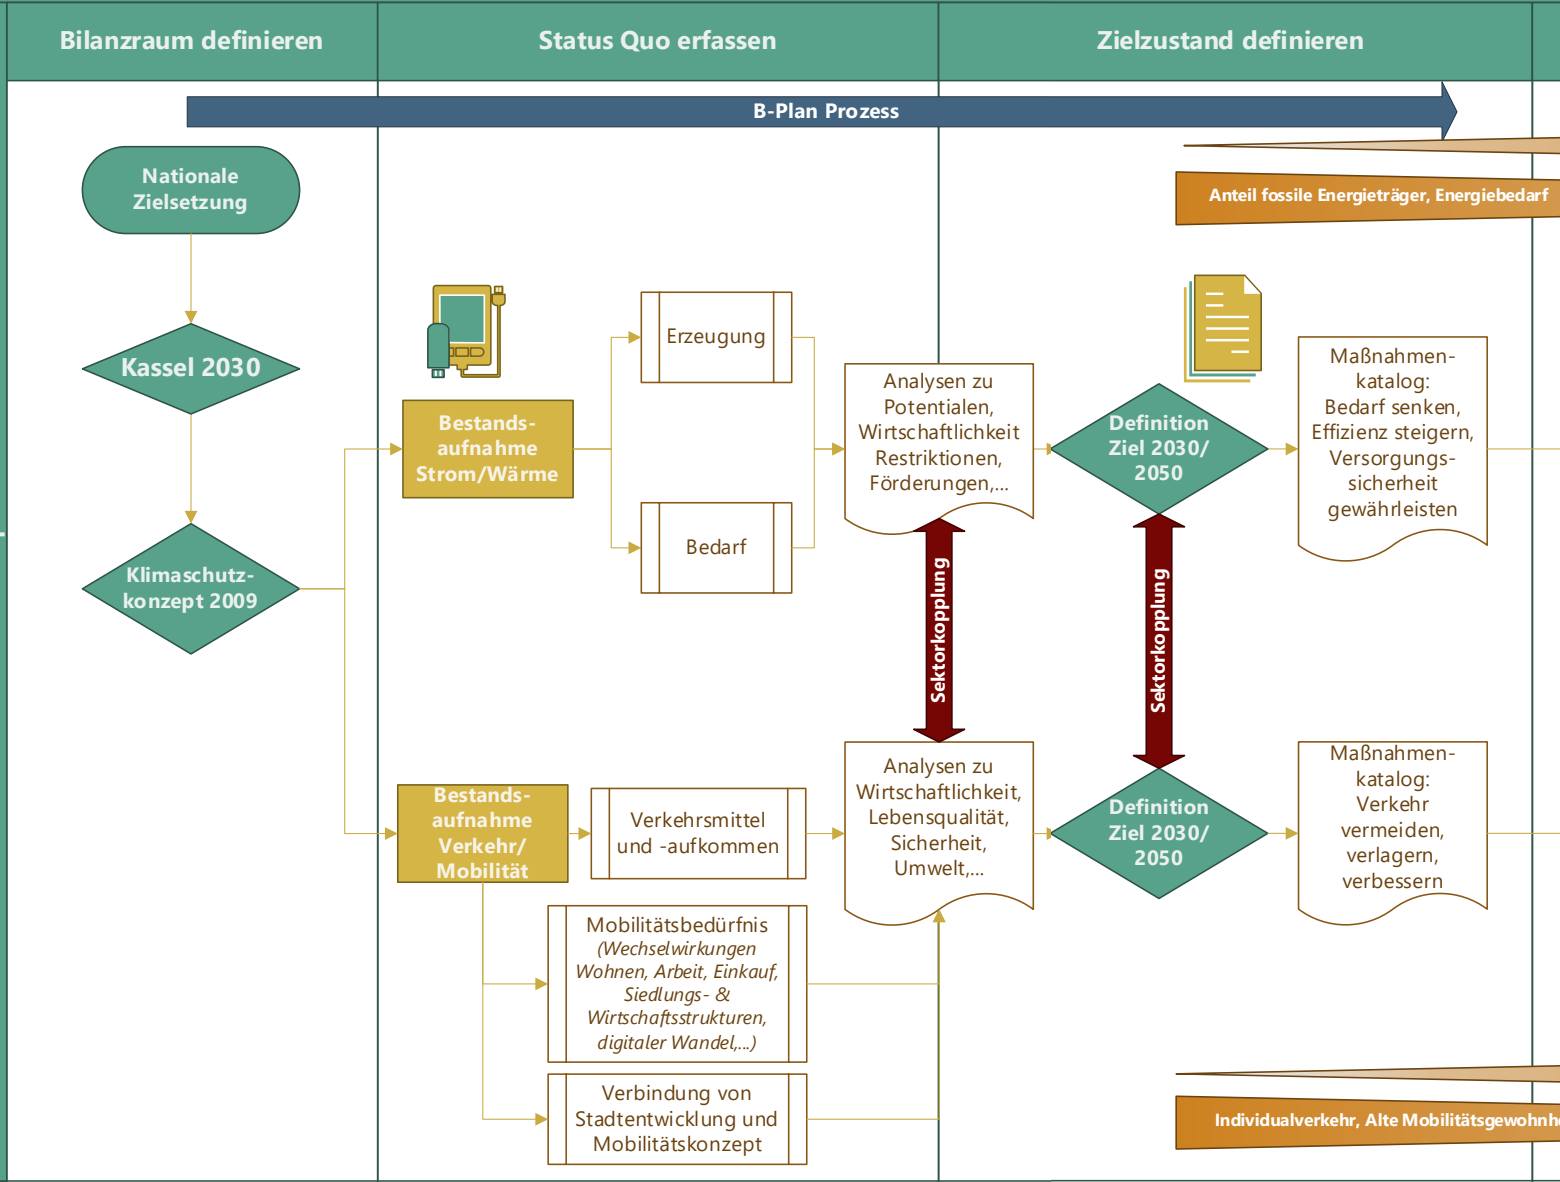 Bilanzraum definieren
Status Quo erfassen
Zielzustand definieren
B-Plan Prozess
Nationale
Zielsetzung
Anteil fossile Energieträger, Energiebedarf
Kassel 2030
Klimaschutz-
konzept 2009
Bestands-
aufnahme
Strom/Wärme
Erzeugung
Bedarf
Analysen zu
Potentialen,
Wirtschaftlichkeit
Restriktionen,
Förderungen,...
Definition
Ziel 2030/
2050
Maßnahmen-
katalog:
Bedarf senken,
Effizienz steigern,
Versorgungs-
sicherheit
gewährleisten
Sektorkopplung
Sektorkopplung
Bestands-
aufnahme
Verkehr/
Mobilität
Verkehrsmittel
und -aufkommen
Analysen zu
Wirtschaftlichkeit,
Lebensqualität,
Sicherheit,
Umwelt,...
Definition
Ziel 2030/
2050
Maßnahmen-
katalog:
Verkehr
vermeiden,
verlagern,
verbessern
Mobilitätsbedürfnis
(Wechselwirkungen
Wohnen, Arbeit, Einkauf,
Siedlungs- &
Wirtschaftsstrukturen,
digitaler Wandel,...)
Verbindung von
Stadtentwicklung und
Mobilitätskonzept
Individualverkehr, Alte